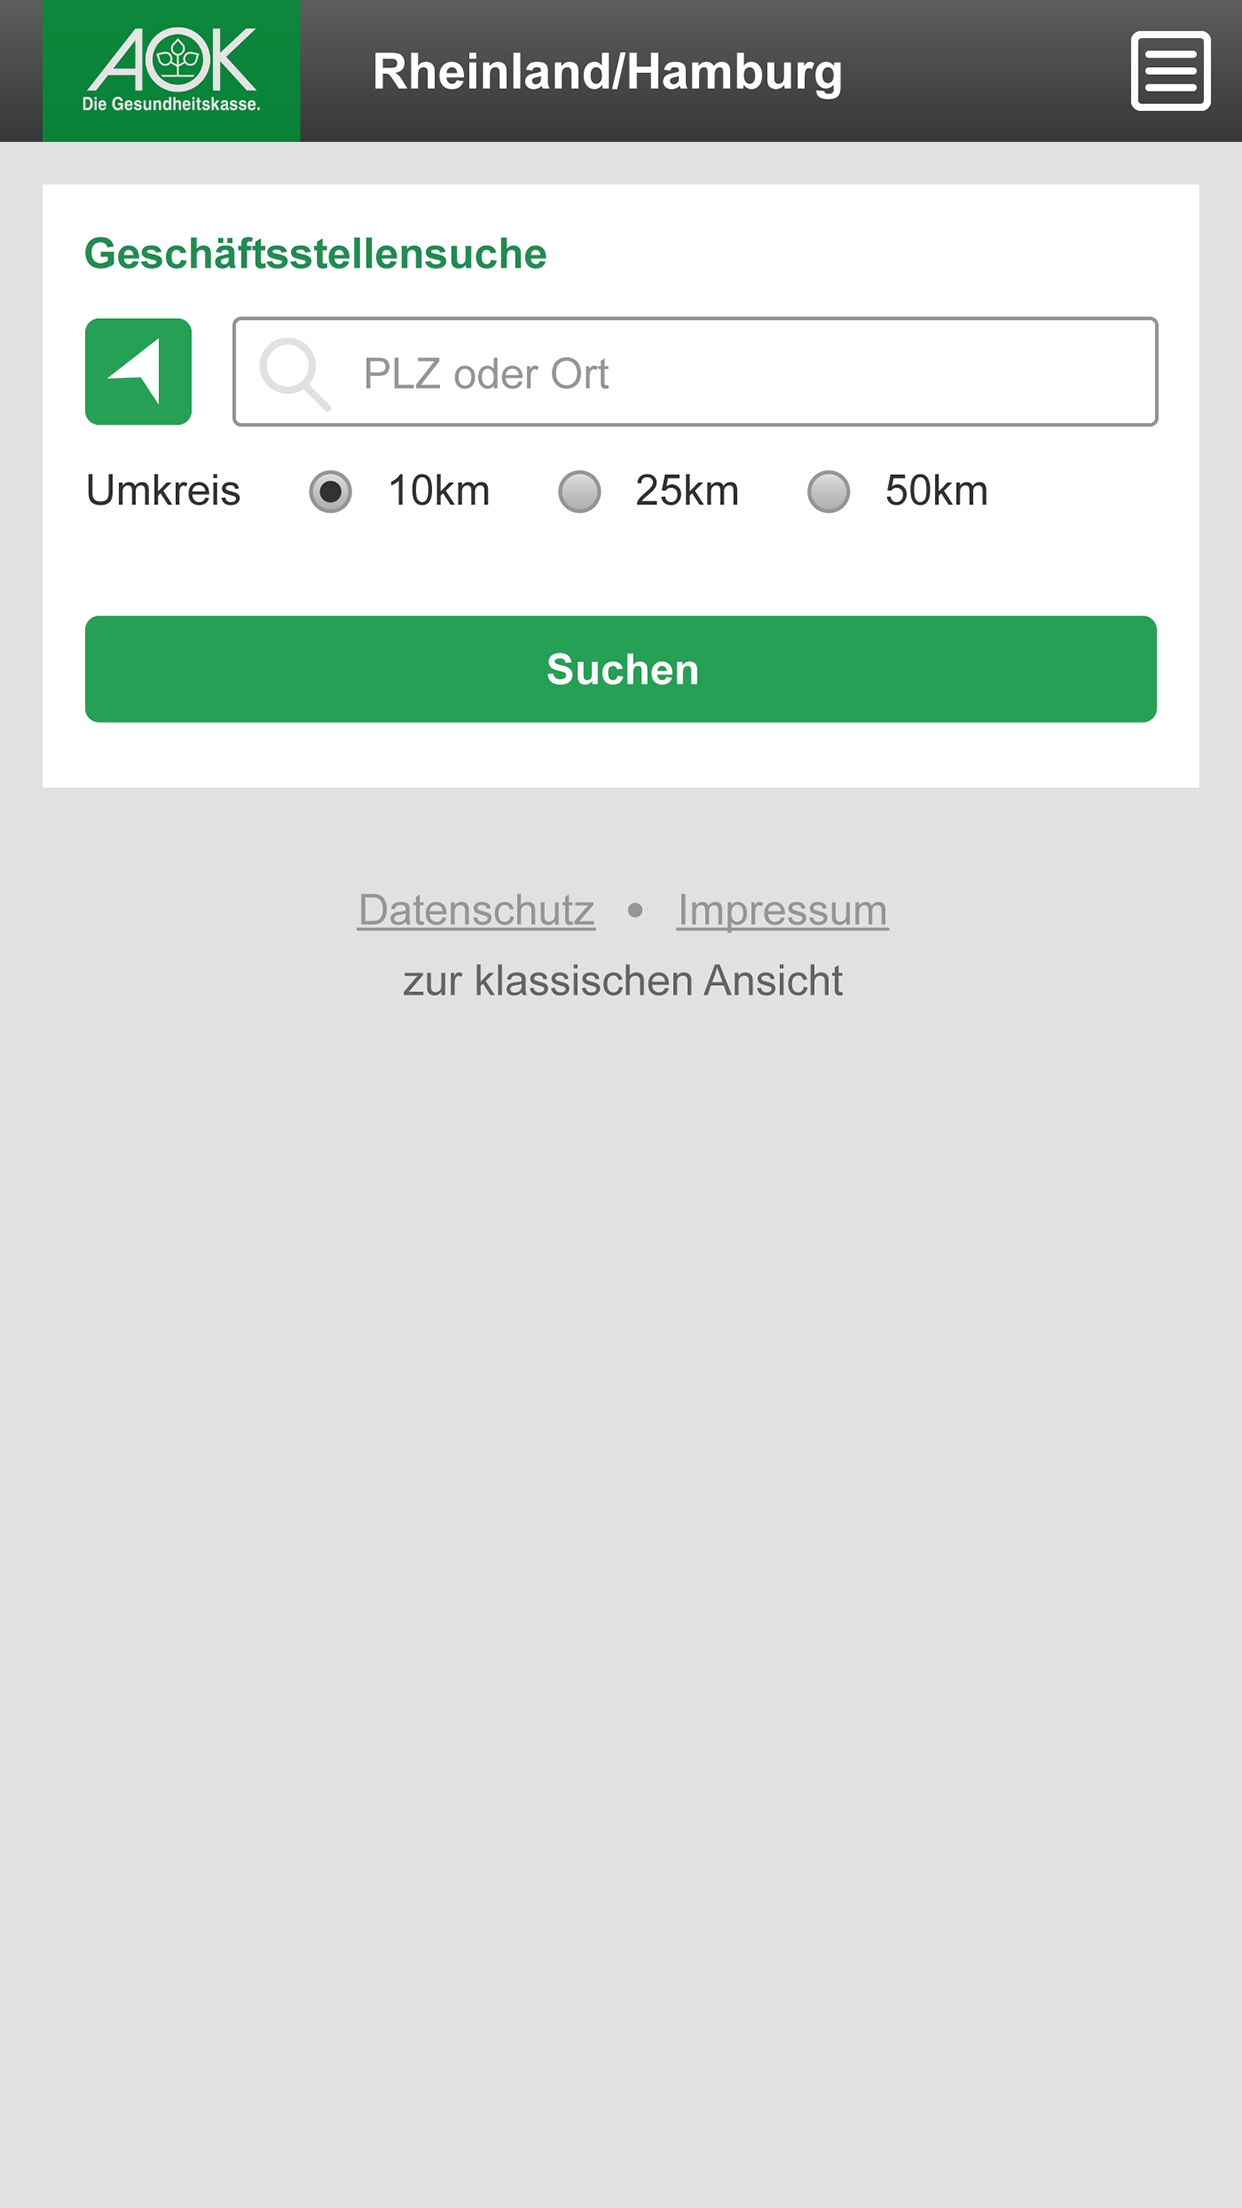 AOK
Die Gesundheitskasse.
Rheinland/Hamburg
Geschäftsstellensuche
PLZ oder Ort
Umkreis 10km 25km 50km
Suchen
Datenschutz • Impressum
zur klassischen Ansicht